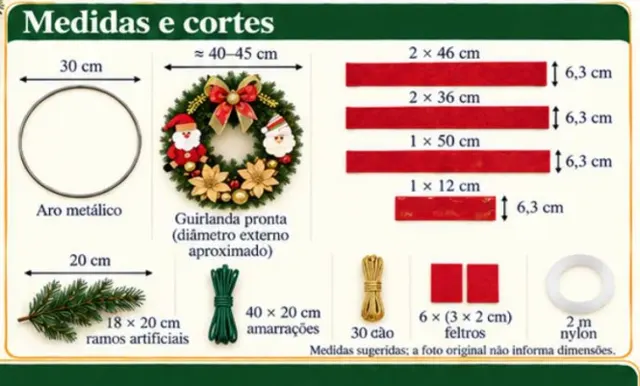 Medidas e cortes
30 cm
Aro metálico
≈ 40–45 cm
Guirlanda pronta
(diâmetro externo
aproximado)
2 × 46 cm
6,3 cm
2 × 36 cm
6,3 cm
1 × 50 cm
6,3 cm
1 × 12 cm
6,3 cm
20 cm
18 × 20 cm
ramos artificiais
40 × 20 cm
amarrações
30 cão
6 × (3 × 2 cm)
feltros
2 m
nylon
Medidas sugeridas; a foto original não informa dimensões.